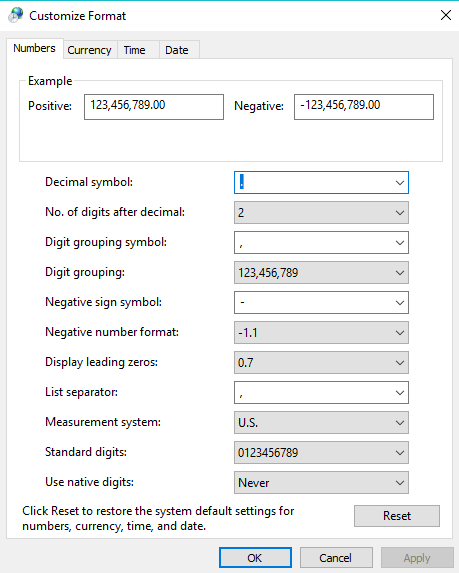 Customize Format
Numbers Currency Time Date
Example
Positive: 123,456,789.00 Negative: -123,456,789.00
Decimal symbol: .
No. of digits after decimal: 2
Digit grouping symbol: ,
Digit grouping: 123,456,789
Negative sign symbol: -
Negative number format: -1.1
Display leading zeros: 0.7
List separator: ,
Measurement system: U.S.
Standard digits: 0123456789
Use native digits: Never
Click Reset to restore the system default settings for
numbers, currency, time, and date.
Reset
OK Cancel Apply